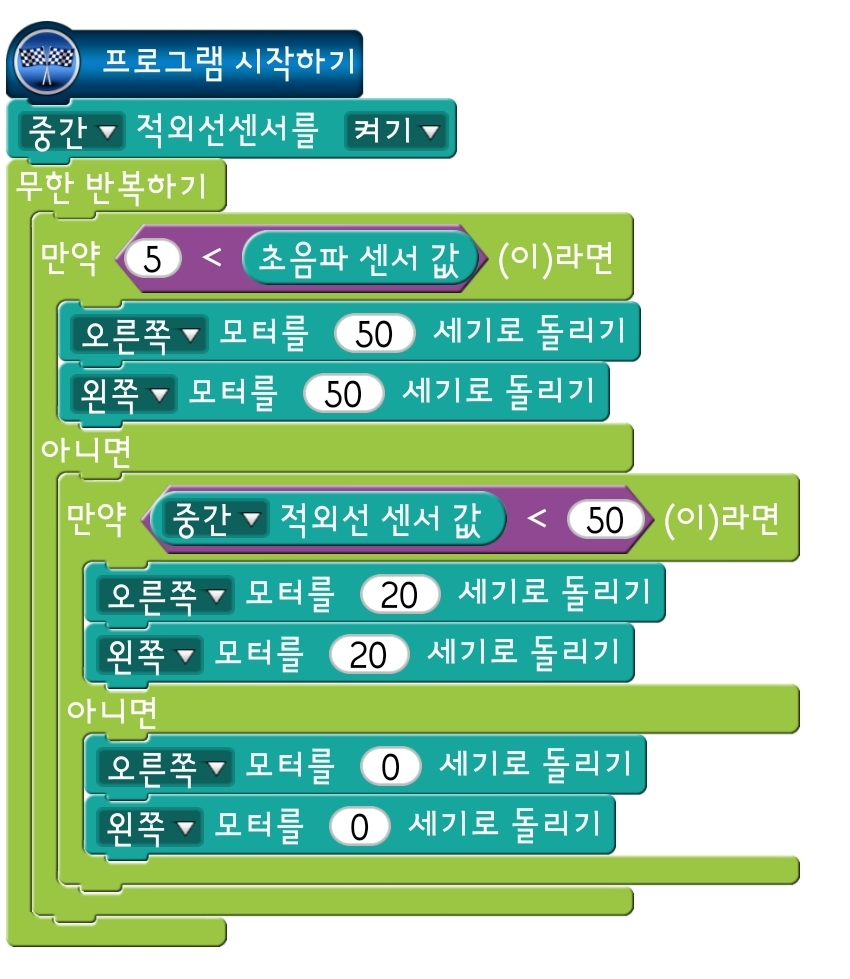 프로그램 시작하기
중간 적외선센서를 켜기
무한 반복하기
만약 5 < 초음파 센서 값 (이)라면
오른쪽 모터를 50 세기로 돌리기
왼쪽 모터를 50 세기로 돌리기
아니면
만약 중간 적외선 센서 값 < 50 (이)라면
오른쪽 모터를 20 세기로 돌리기
왼쪽 모터를 20 세기로 돌리기
아니면
오른쪽 모터를 0 세기로 돌리기
왼쪽 모터를 0 세기로 돌리기